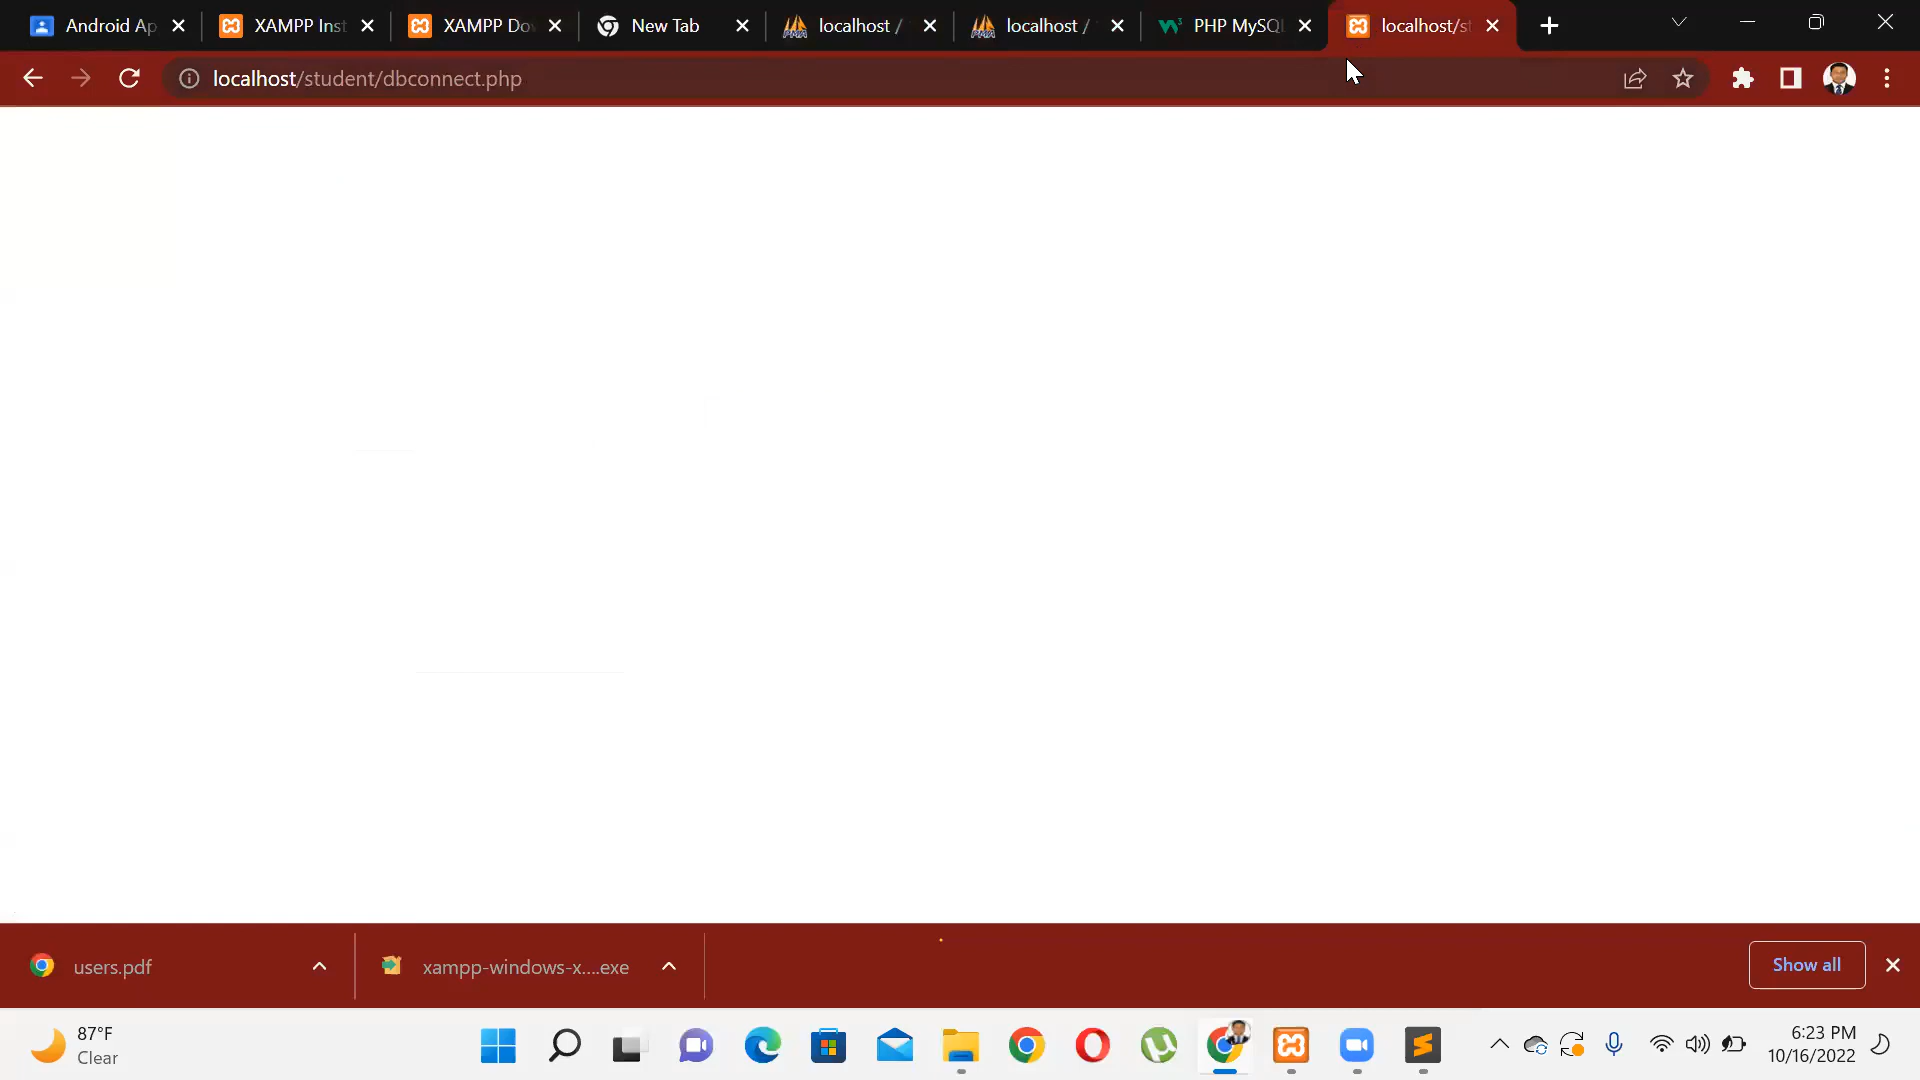 Android Ap
XAMPP Inst
XAMPP Do
New Tab
localhost /
localhost /
PHP MySQL
localhost/st
localhost/student/dbconnect.php
users.pdf
xampp-windows-x....exe
Show all
87°F
Clear
6:23 PM
10/16/2022